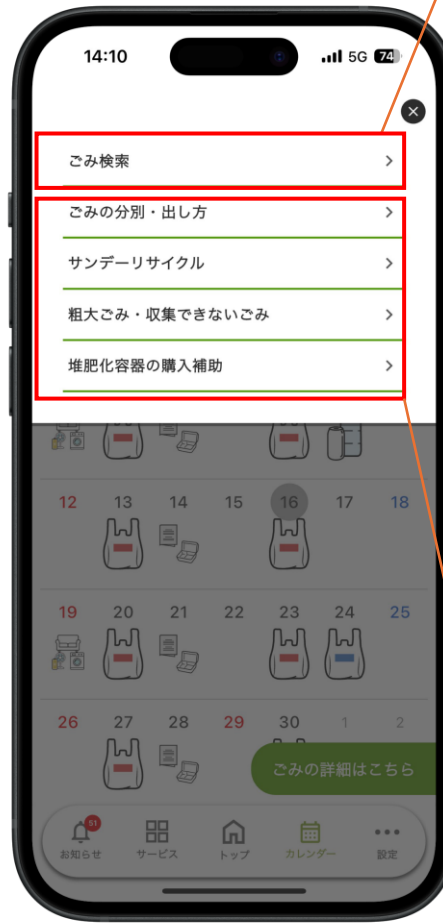 14:10
5G 74
ごみ検索
ごみの分別・出し方
サンデーリサイクル
粗大ごみ・収集できないごみ
堆肥化容器の購入補助
12 13 14 15 16 17 18
19 20 21 22 23 24 25
26 27 28 29 30 1 2
ごみの詳細はこちら
51
お知らせ サービス トップ カレンダー 設定